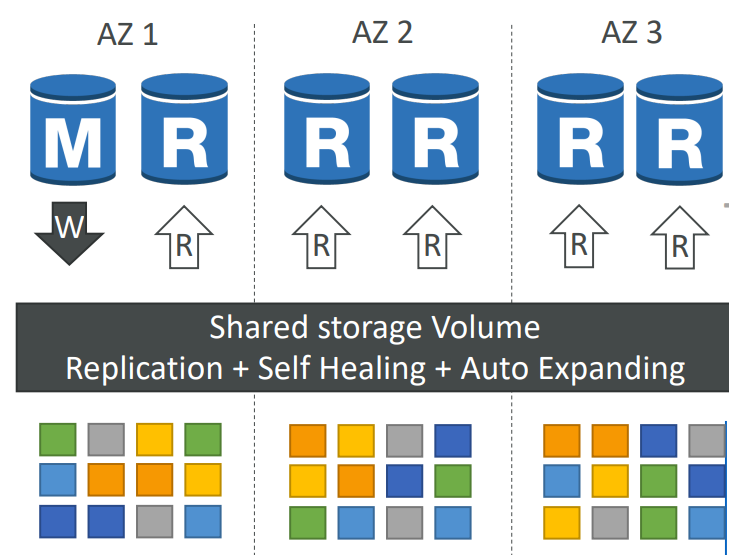 AZ 1
AZ 2
AZ 3
M
R
R
R
R
R
W
R
R
R
R
R
Shared storage Volume
Replication + Self Healing + Auto Expanding